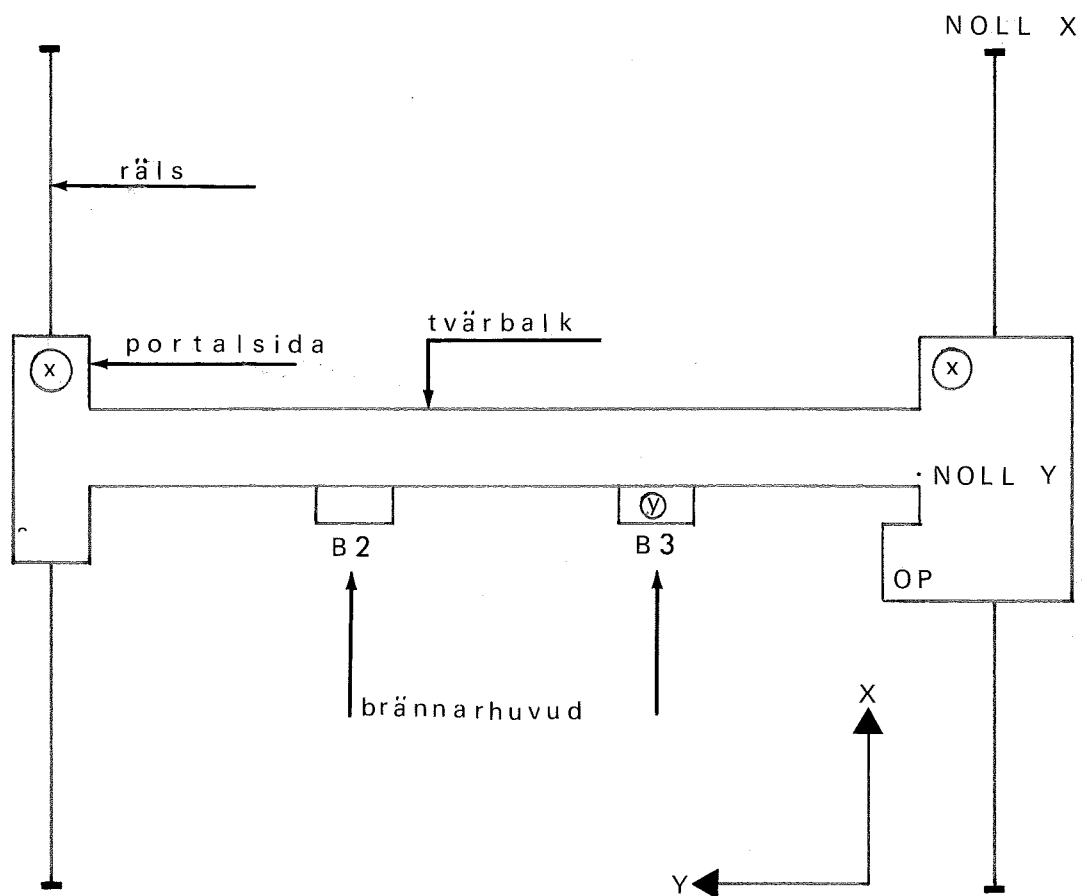 NOLL X
räls
tvärbalk
portalsida
x
x
NOLL Y
y
B2
B3
OP
X
brännarhuvud
Y